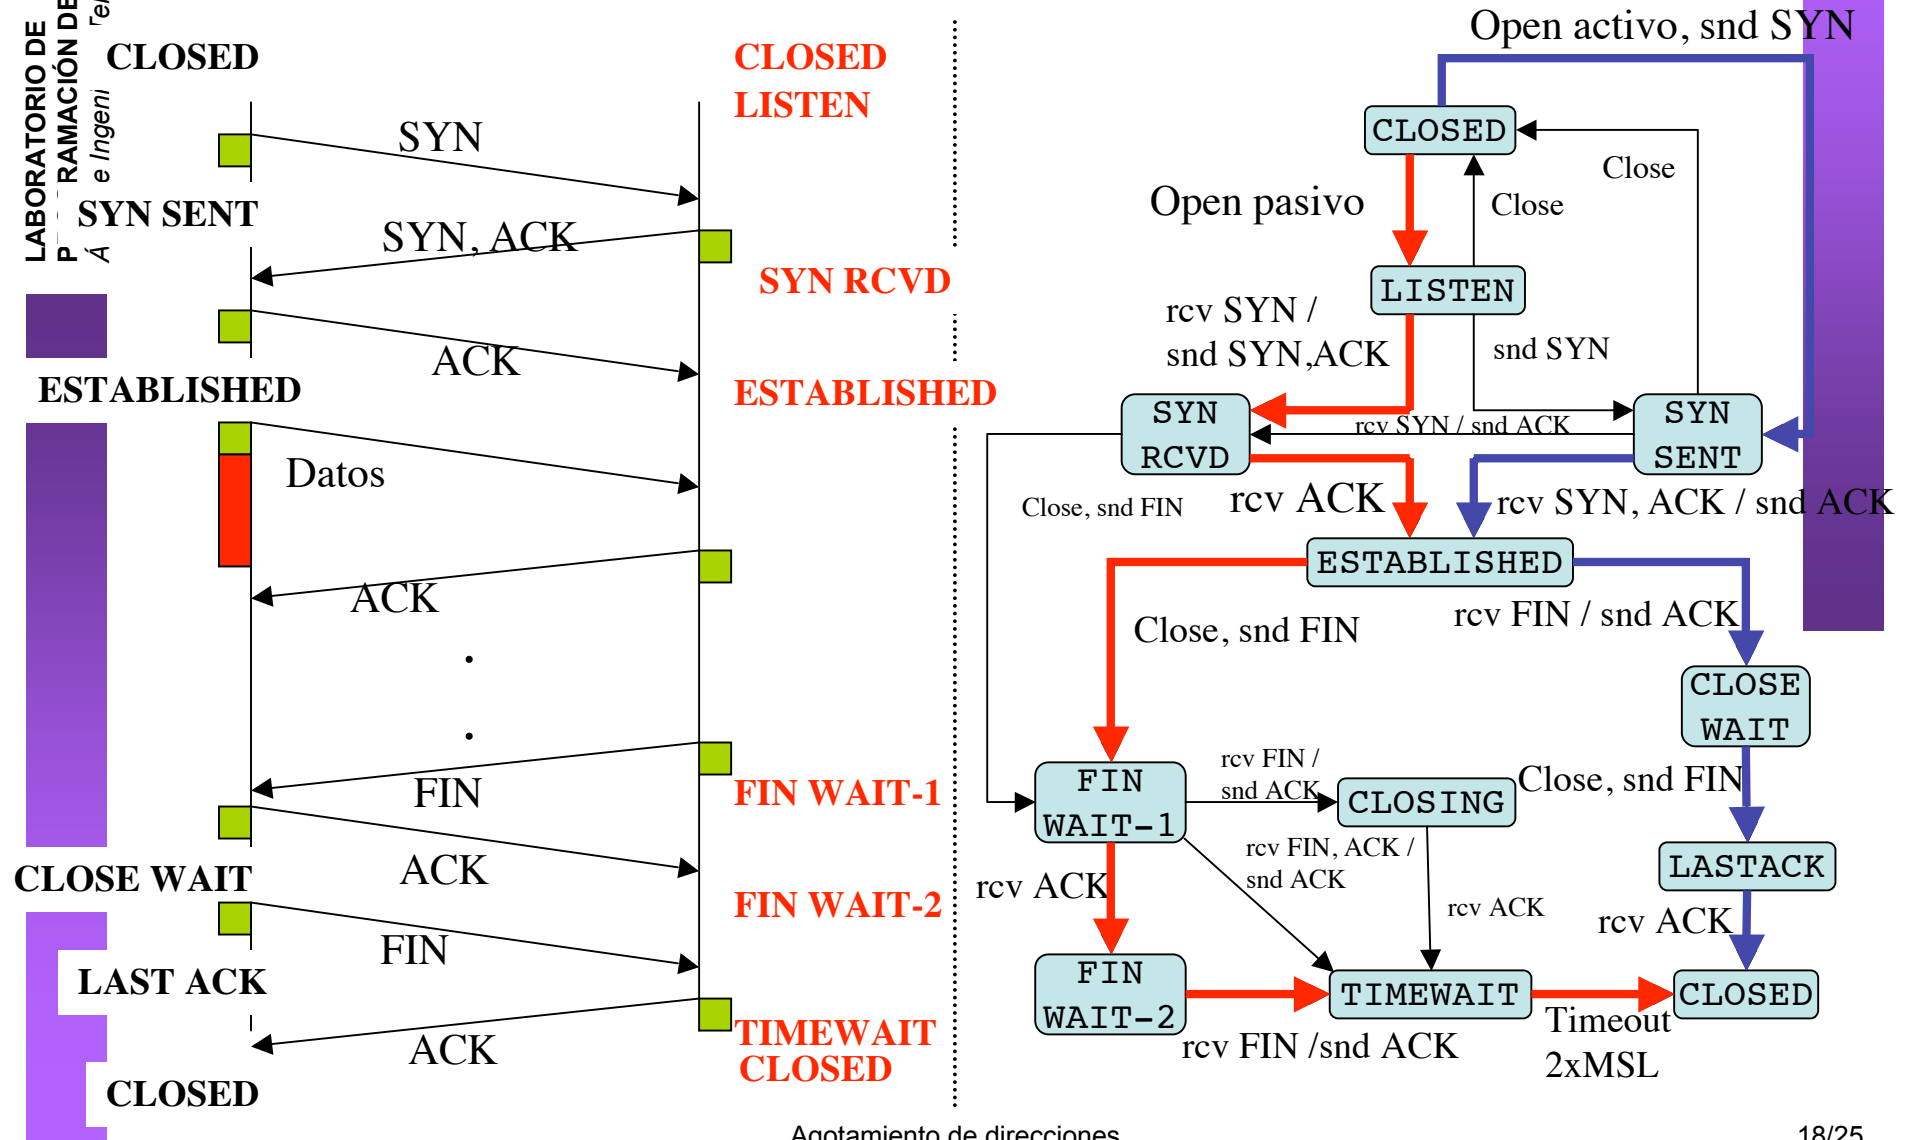 LABORATORIO DE
RAMACIÓN DE
e Ingeni
CLOSED
SYN SENT
ESTABLISHED
CLOSE WAIT
LAST ACK
CLOSED
SYN
SYN, ACK
ACK
Datos
ACK
.
.
FIN
ACK
FIN
ACK
CLOSED
LISTEN
SYN RCVD
ESTABLISHED
FIN WAIT-1
FIN WAIT-2
TIMEWAIT
CLOSED
Open activo, snd SYN
CLOSED
Close
Open pasivo
Close
LISTEN
rcv SYN /
snd SYN,ACK
snd SYN
SYN
RCVD
rcv SYN / snd ACK
SYN
SENT
Close, snd FIN
rcv ACK
rcv SYN, ACK / snd ACK
ESTABLISHED
Close, snd FIN
rcv FIN / snd ACK
CLOSE
WAIT
FIN
WAIT-1
rcv FIN /
snd ACK
CLOSING
Close, snd FIN
rcv FIN, ACK /
snd ACK
rcv ACK
LASTACK
rcv ACK
rcv ACK
FIN
WAIT-2
TIMEWAIT
CLOSED
rcv FIN /snd ACK
Timeout
2xMSL
Agotamiento de direcciones
18/25